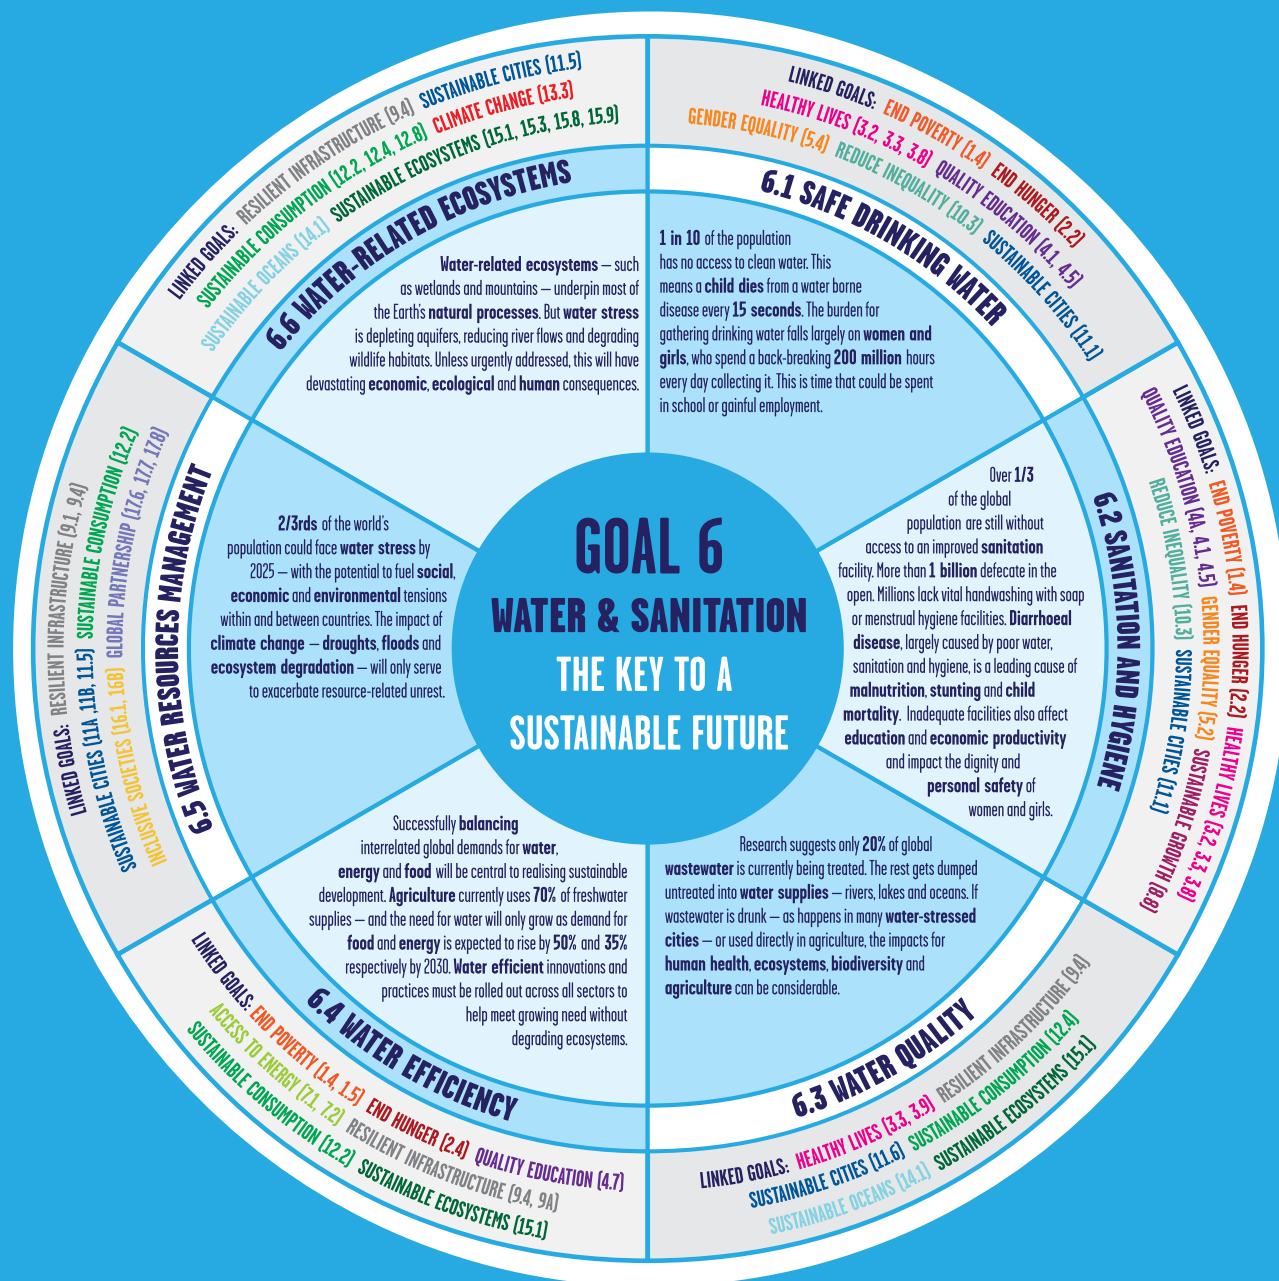 GOAL 6
WATER & SANITATION
THE KEY TO A
SUSTAINABLE FUTURE
LINKED GOALS: END POVERTY (1.4) END HUNGER (2.2)
HEALTHY LIVES (3.2, 3.3, 3.8) QUALITY EDUCATION (4.1, 4.5)
GENDER EQUALITY (5.4) REDUCE INEQUALITY (10.3) SUSTAINABLE CITIES (11.1)
6.1 SAFE DRINKING WATER
1 in 10 of the population
has no access to clean water. This
means a child dies from a water borne
disease every 15 seconds. The burden for
gathering drinking water falls largely on women and
girls, who spend a back-breaking 200 million hours
every day collecting it. This is time that could be spent
in school or gainful employment.
LINKED GOALS: END POVERTY (1.4) END HUNGER (2.2) HEALTHY LIVES (3.2, 3.3, 3.8)
QUALITY EDUCATION (4A, 4.1, 4.5) GENDER EQUALITY (5.2) SUSTAINABLE GROWTH (8.8)
REDUCE INEQUALITY (10.3) SUSTAINABLE CITIES (11.1)
6.2 SANITATION AND HYGIENE
Over 1/3
of the global
population are still without
access to an improved sanitation
facility. More than 1 billion defecate in the
open. Millions lack vital handwashing with soap
or menstrual hygiene facilities. Diarrhoeal
disease, largely caused by poor water,
sanitation and hygiene, is a leading cause of
malnutrition, stunting and child
mortality. Inadequate facilities also affect
education and economic productivity
and impact the dignity and
personal safety of
women and girls.
Research suggests only 20% of global
wastewater is currently being treated. The rest gets dumped
untreated into water supplies – rivers, lakes and oceans. If
wastewater is drunk – as happens in many water-stressed
cities – or used directly in agriculture, the impacts for
human health, ecosystems, biodiversity and
agriculture can be considerable.
6.3 WATER QUALITY
LINKED GOALS: HEALTHY LIVES (3.3, 3.9) RESILIENT INFRASTRUCTURE (9.4)
SUSTAINABLE CITIES (11.6) SUSTAINABLE CONSUMPTION (12.4)
SUSTAINABLE OCEANS (14.1) SUSTAINABLE ECOSYSTEMS (15.1)
Successfully balancing
interrelated global demands for water,
energy and food will be central to realising sustainable
development. Agriculture currently uses 70% of freshwater
supplies – and the need for water will only grow as demand for
food and energy is expected to rise by 50% and 35%
respectively by 2030. Water efficient innovations and
practices must be rolled out across all sectors to
help meet growing need without
degrading ecosystems.
6.4 WATER EFFICIENCY
LINKED GOALS: END POVERTY (1.4, 1.5) END HUNGER (2.4) QUALITY EDUCATION (4.7)
ACCESS TO ENERGY (7.1, 7.2) RESILIENT INFRASTRUCTURE (9.4, 9A)
SUSTAINABLE CONSUMPTION (12.2) SUSTAINABLE ECOSYSTEMS (15.1)
LINKED GOALS: RESILIENT INFRASTRUCTURE (9.1, 9.4)
SUSTAINABLE CITIES (11A ,11B, 11.5) SUSTAINABLE CONSUMPTION (12.2)
INCLUSIVE SOCIETIES (16.1, 16B) GLOBAL PARTNERSHIP (17.6, 17.7, 17.8)
6.5 WATER RESOURCES MANAGEMENT
2/3rds of the world's
population could face water stress by
2025 – with the potential to fuel social,
economic and environmental tensions
within and between countries. The impact of
climate change – droughts, floods and
ecosystem degradation – will only serve
to exacerbate resource-related unrest.
LINKED GOALS: RESILIENT INFRASTRUCTURE (9.4) SUSTAINABLE CITIES (11.5)
SUSTAINABLE CONSUMPTION (12.2, 12.4, 12.8) CLIMATE CHANGE (13.3)
SUSTAINABLE OCEANS (14.1) SUSTAINABLE ECOSYSTEMS (15.1, 15.3, 15.8, 15.9)
6.6 WATER-RELATED ECOSYSTEMS
Water-related ecosystems – such
as wetlands and mountains – underpin most of
the Earth's natural processes. But water stress
is depleting aquifers, reducing river flows and degrading
wildlife habitats. Unless urgently addressed, this will have
devastating economic, ecological and human consequences.